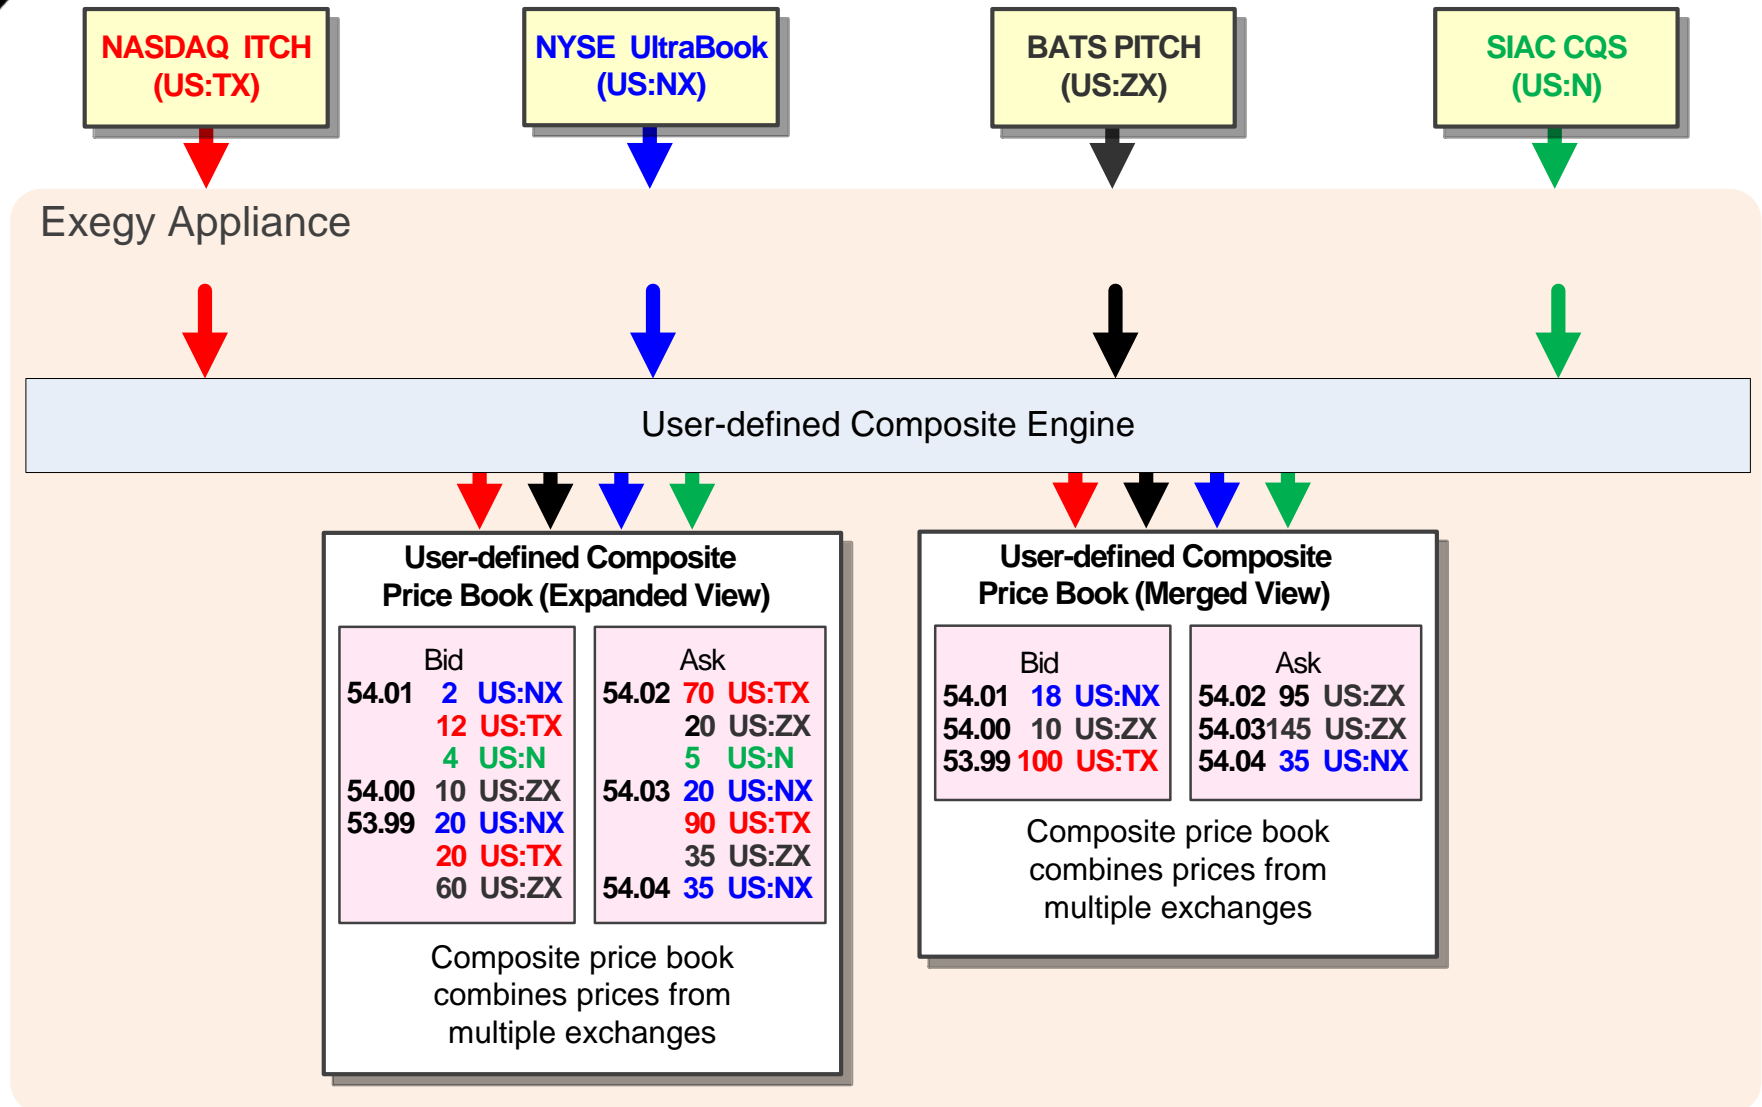 NASDAQ ITCH
(US:TX)
NYSE UltraBook
(US:NX)
BATS PITCH
(US:ZX)
SIAC CQS
(US:N)
Exegy Appliance
User-defined Composite Engine
User-defined Composite
Price Book (Expanded View)
Bid
54.01 2 US:NX
12 US:TX
4 US:N
54.00 10 US:ZX
53.99 20 US:NX
20 US:TX
60 US:ZX
Ask
54.02 70 US:TX
20 US:ZX
5 US:N
54.03 20 US:NX
90 US:TX
35 US:ZX
54.04 35 US:NX
Composite price book
combines prices from
multiple exchanges
User-defined Composite
Price Book (Merged View)
Bid
54.01 18 US:NX
54.00 10 US:ZX
53.99 100 US:TX
Ask
54.02 95 US:ZX
54.03145 US:ZX
54.04 35 US:NX
Composite price book
combines prices from
multiple exchanges